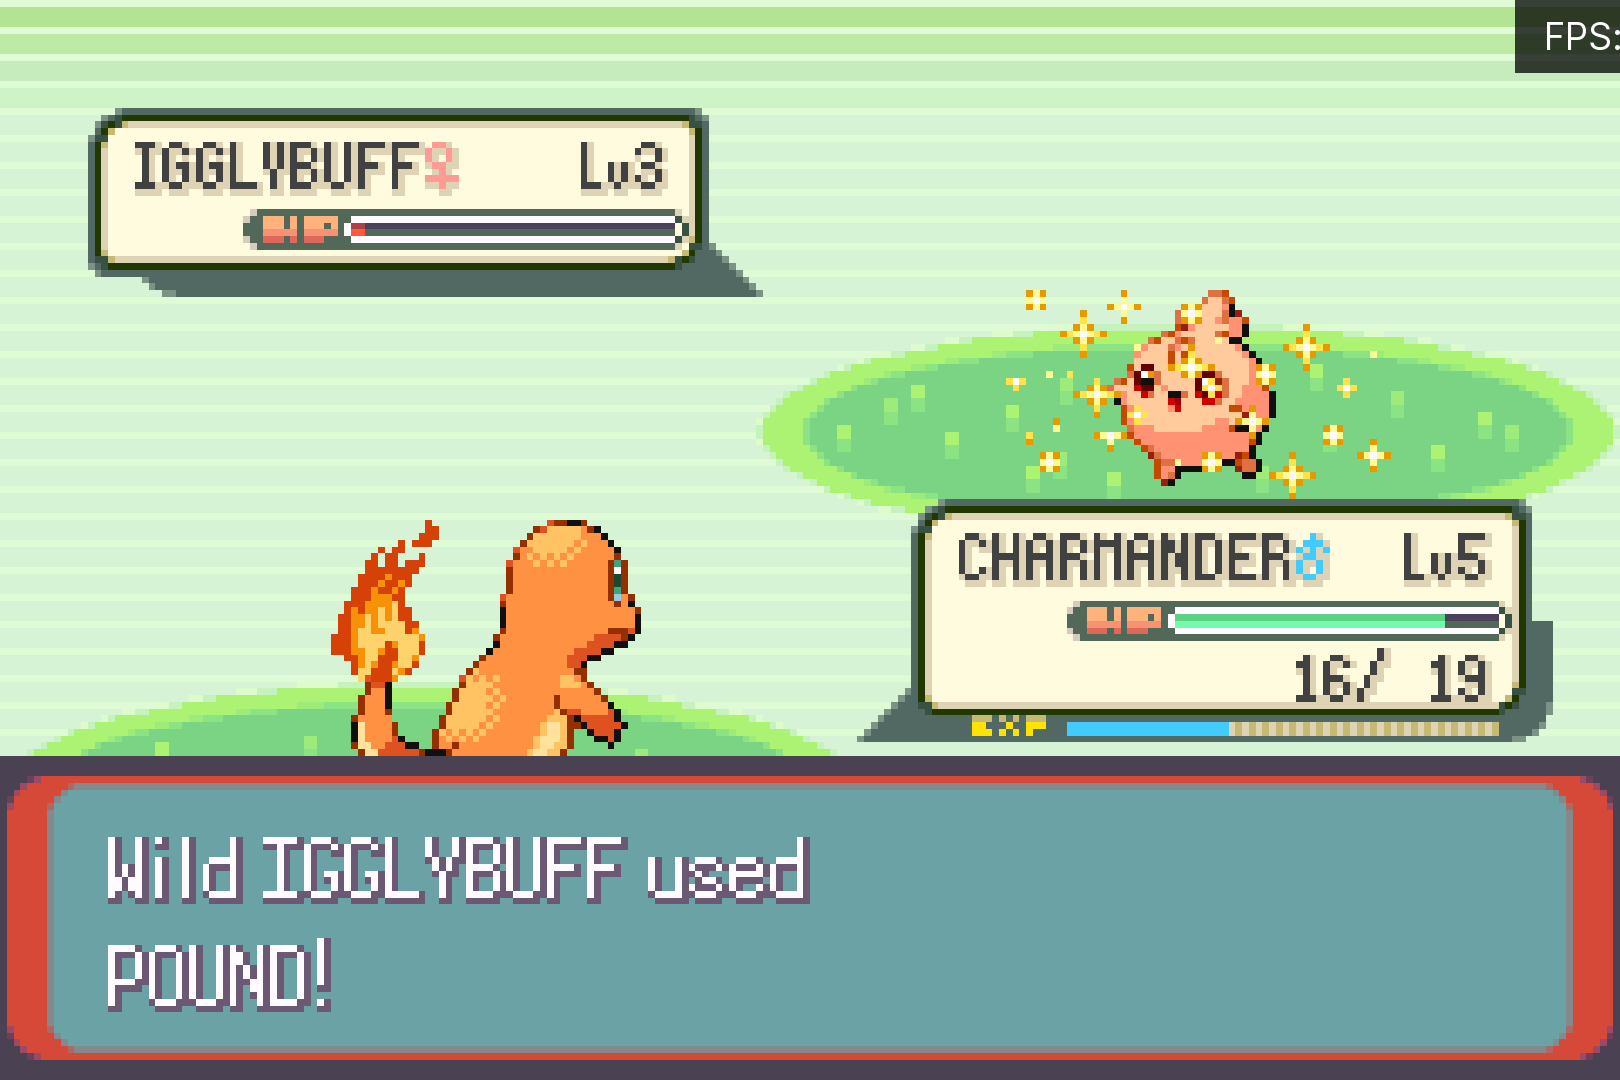 FPS:
IGGLYBUFF♀ Lv3
HP
CHARMANDER♂ Lv5
HP
16/ 19
EXP
Wild IGGLYBUFF used
POUND!